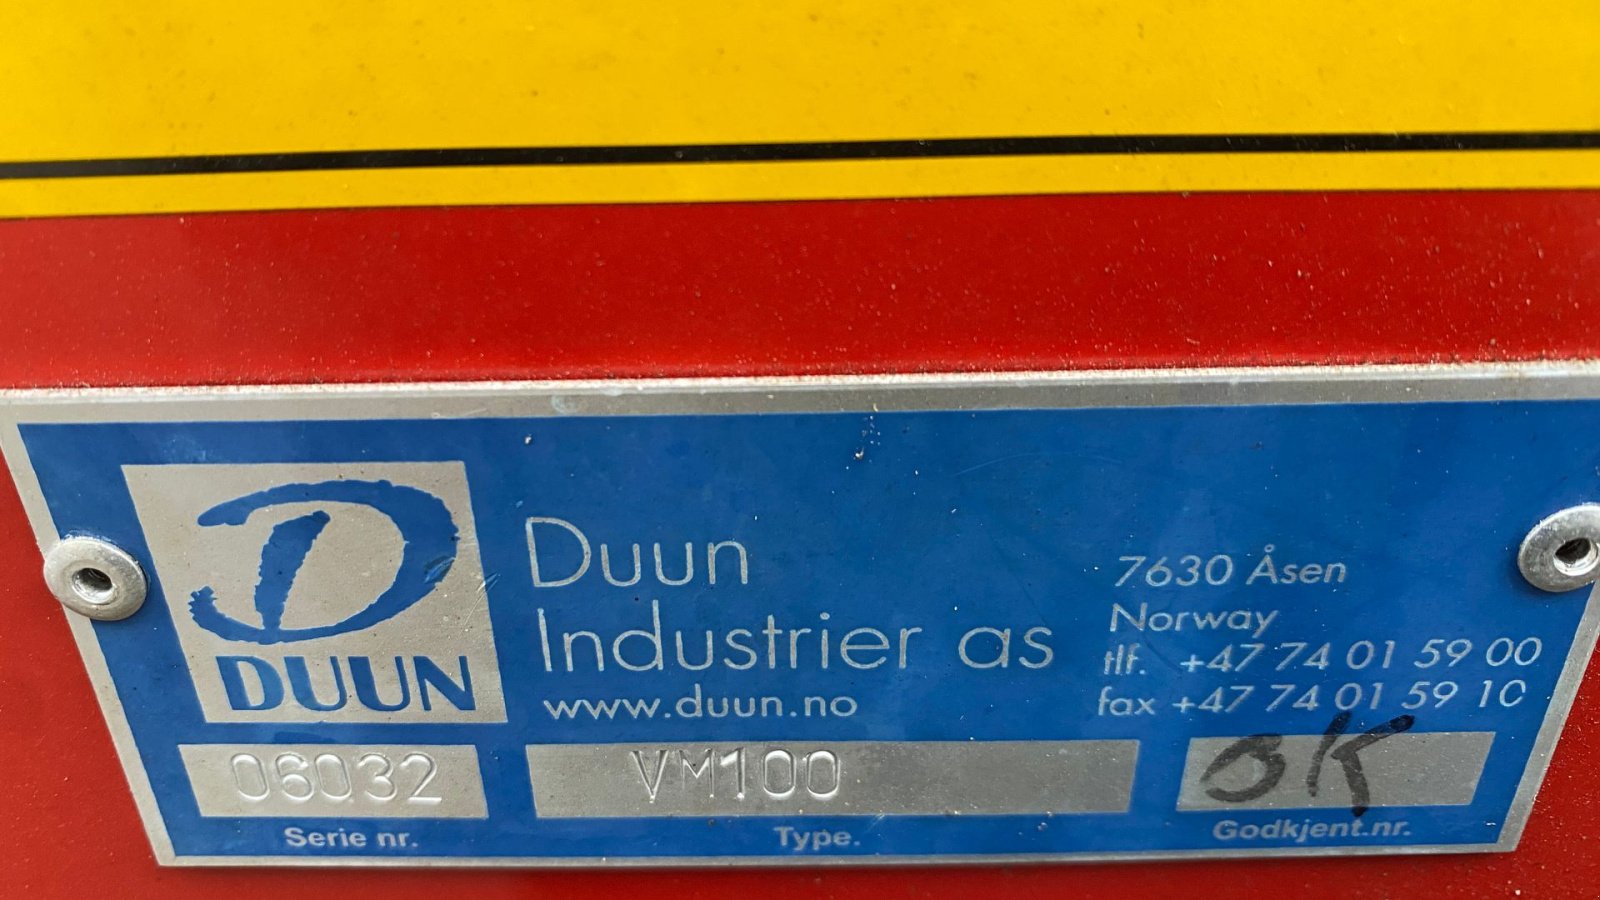 DUUN
Duun
Industrier as
www.duun.no
7630 Åsen
Norway
tlf. +47 74 01 59 00
fax +47 74 01 59 10
06032
VM100
OK
Serie nr.
Type.
Godkjent.nr.